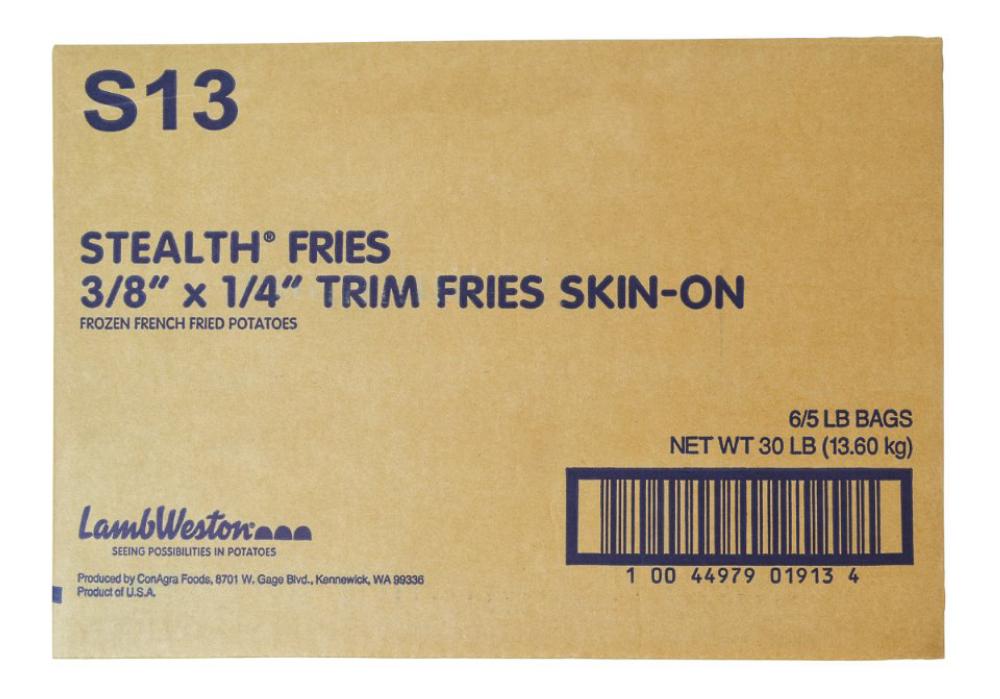 S13
STEALTH® FRIES
3/8" x 1/4" TRIM FRIES SKIN-ON
FROZEN FRENCH FRIED POTATOES
6/5 LB BAGS
NET WT 30 LB (13.60 kg)
1 00 44979 01913 4
LambWeston
SEEING POSSIBILITIES IN POTATOES
Produced by ConAgra Foods, 8701 W. Gage Blvd., Kennewick, WA 99336
Product of U.S.A.